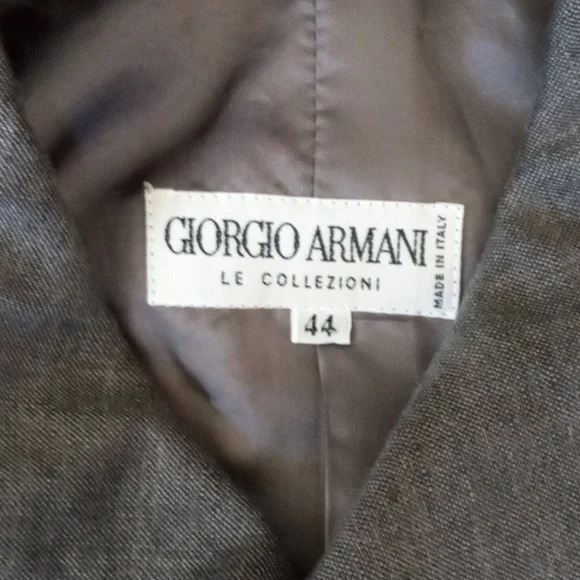 GIORGIO ARMANI
LE COLLEZIONI
MADE IN ITALY
44